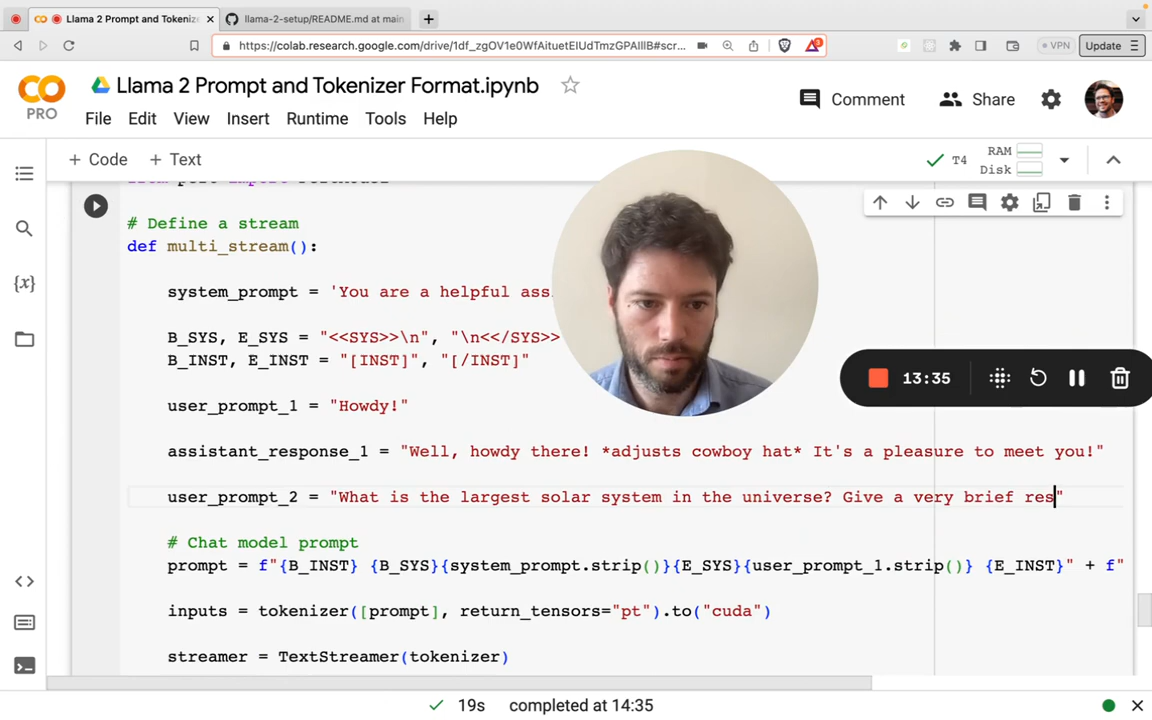 Llama 2 Prompt and Tokeniz
llama-2-setup/README.md at main
https://colab.research.google.com/drive/1df_zgOV1e0WfAituetEIUdTmzGPAIllB#scr...
VPN
Update
PRO
Llama 2 Prompt and Tokenizer Format.ipynb
Comment
Share
File Edit View Insert Runtime Tools Help
+ Code + Text
T4
RAM
Disk
# Define a stream
def multi_stream():
system_prompt = 'You are a helpful ass
B_SYS, E_SYS = "<<SYS>>\n", "\n<</SYS>>
B_INST, E_INST = "[INST]", "[/INST]"
user_prompt_1 = "Howdy!"
13:35
assistant_response_1 = "Well, howdy there! *adjusts cowboy hat* It's a pleasure to meet you!"
user_prompt_2 = "What is the largest solar system in the universe? Give a very brief res"
# Chat model prompt
prompt = f"{B_INST} {B_SYS}{system_prompt.strip()}{E_SYS}{user_prompt_1.strip()} {E_INST}" + f"
inputs = tokenizer([prompt], return_tensors="pt").to("cuda")
streamer = TextStreamer(tokenizer)
19s completed at 14:35